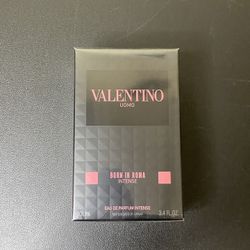 VALENTINO
UOMO
BORN IN ROMA
INTENSE
EAU DE PARFUM INTENSE
3.4 FL.OZ.